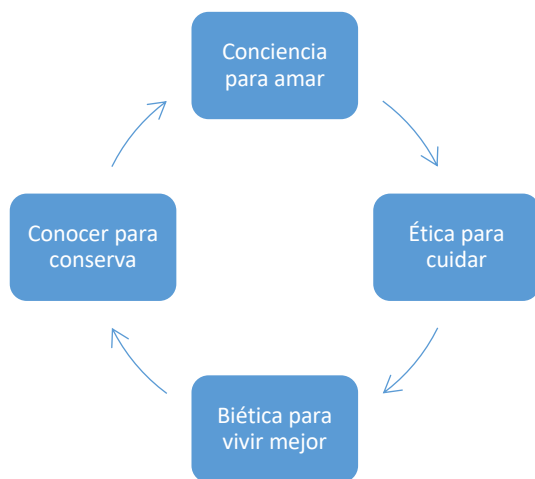 Conciencia
para amar
Ética para
cuidar
Biética para
vivir mejor
Conocer para
conserva